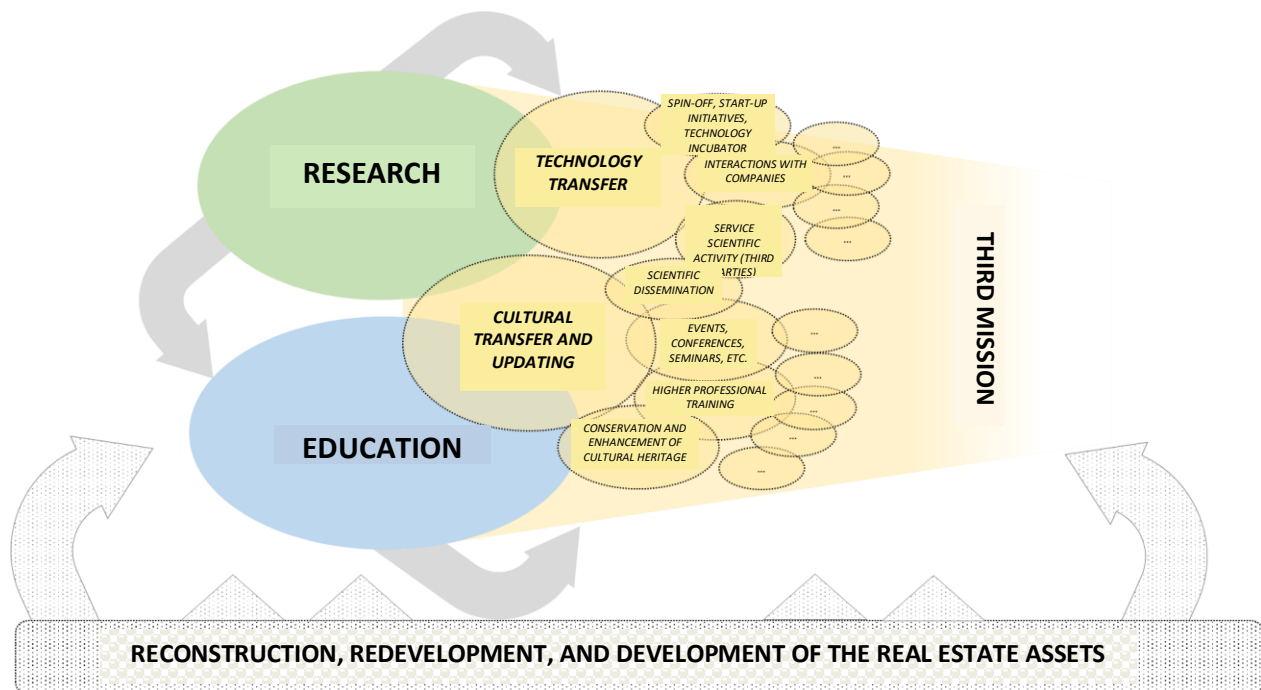 RESEARCH
TECHNOLOGY
TRANSFER
SPIN-OFF, START-UP
INITIATIVES,
TECHNOLOGY
INCUBATOR
INTERACTIONS WITH
COMPANIES
SERVICE
SCIENTIFIC
ACTIVITY (THIRD
ARTIES)
...
...
...
...
SCIENTIFIC
DISSEMINATION
CULTURAL
TRANSFER AND
UPDATING
EVENTS,
CONFERENCES,
SEMINARS, ETC.
HIGHER PROFESSIONAL
TRAINING
EDUCATION
CONSERVATION AND
ENHANCEMENT OF
CULTURAL HERITAGE
...
...
...
...
...
THIRD MISSION
RECONSTRUCTION, REDEVELOPMENT, AND DEVELOPMENT OF THE REAL ESTATE ASSETS